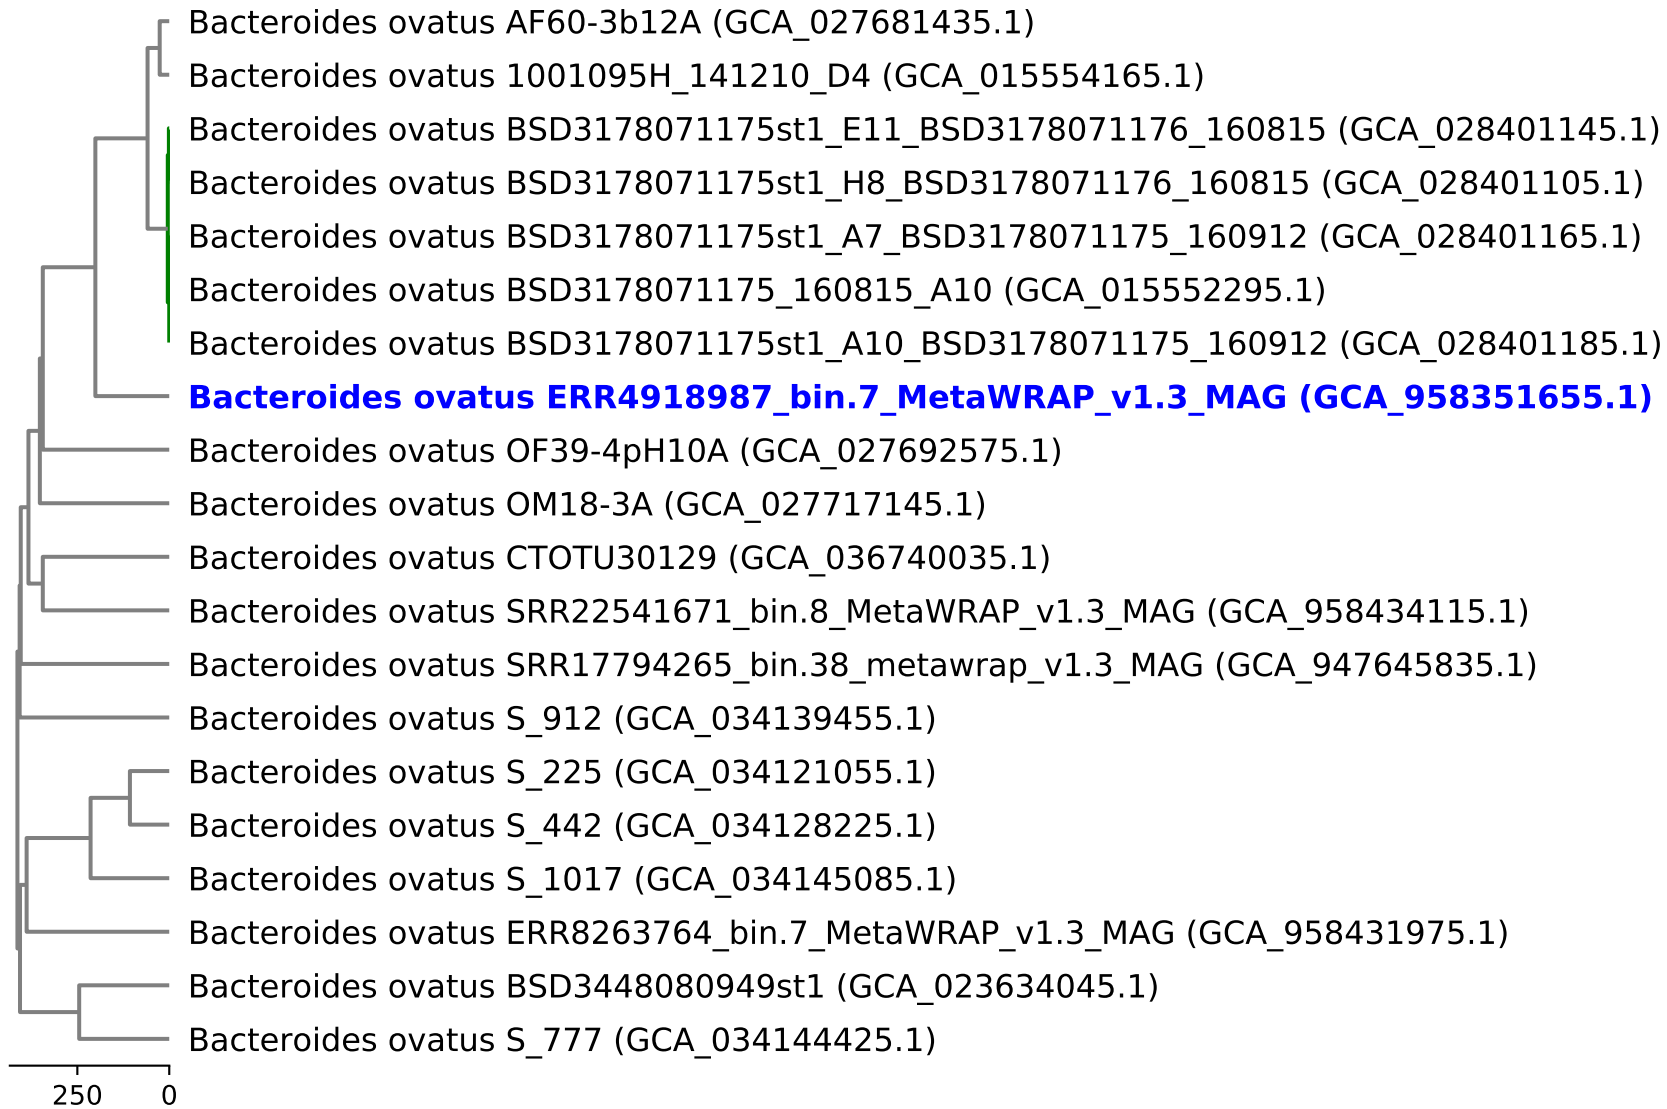 Bacteroides ovatus AF60-3b12A (GCA_027681435.1)
Bacteroides ovatus 1001095H_141210_D4 (GCA_015554165.1)
Bacteroides ovatus BSD3178071175st1_E11_BSD3178071176_160815 (GCA_028401145.1)
Bacteroides ovatus BSD3178071175st1_H8_BSD3178071176_160815 (GCA_028401105.1)
Bacteroides ovatus BSD3178071175st1_A7_BSD3178071175_160912 (GCA_028401165.1)
Bacteroides ovatus BSD3178071175_160815_A10 (GCA_015552295.1)
Bacteroides ovatus BSD3178071175st1_A10_BSD3178071175_160912 (GCA_028401185.1)
Bacteroides ovatus ERR4918987_bin.7_MetaWRAP_v1.3_MAG (GCA_958351655.1)
Bacteroides ovatus OF39-4pH10A (GCA_027692575.1)
Bacteroides ovatus OM18-3A (GCA_027717145.1)
Bacteroides ovatus CTOTU30129 (GCA_036740035.1)
Bacteroides ovatus SRR22541671_bin.8_MetaWRAP_v1.3_MAG (GCA_958434115.1)
Bacteroides ovatus SRR17794265_bin.38_metawrap_v1.3_MAG (GCA_947645835.1)
Bacteroides ovatus S_912 (GCA_034139455.1)
Bacteroides ovatus S_225 (GCA_034121055.1)
Bacteroides ovatus S_442 (GCA_034128225.1)
Bacteroides ovatus S_1017 (GCA_034145085.1)
Bacteroides ovatus ERR8263764_bin.7_MetaWRAP_v1.3_MAG (GCA_958431975.1)
Bacteroides ovatus BSD3448080949st1 (GCA_023634045.1)
Bacteroides ovatus S_777 (GCA_034144425.1)
250 0